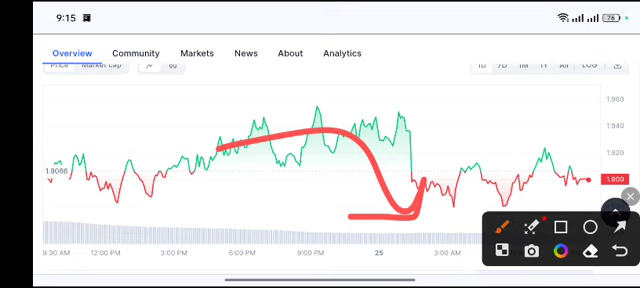 9:15 76
Overview Community Markets News About Analytics
Price Market cap 1D 7D 1M 1Y All LOG
1.960
1.940
1.9066
1.920
1.900
9:30 AM 12:00 PM 3:00 PM 6:00 PM 9:00 PM 25 3:00 AM